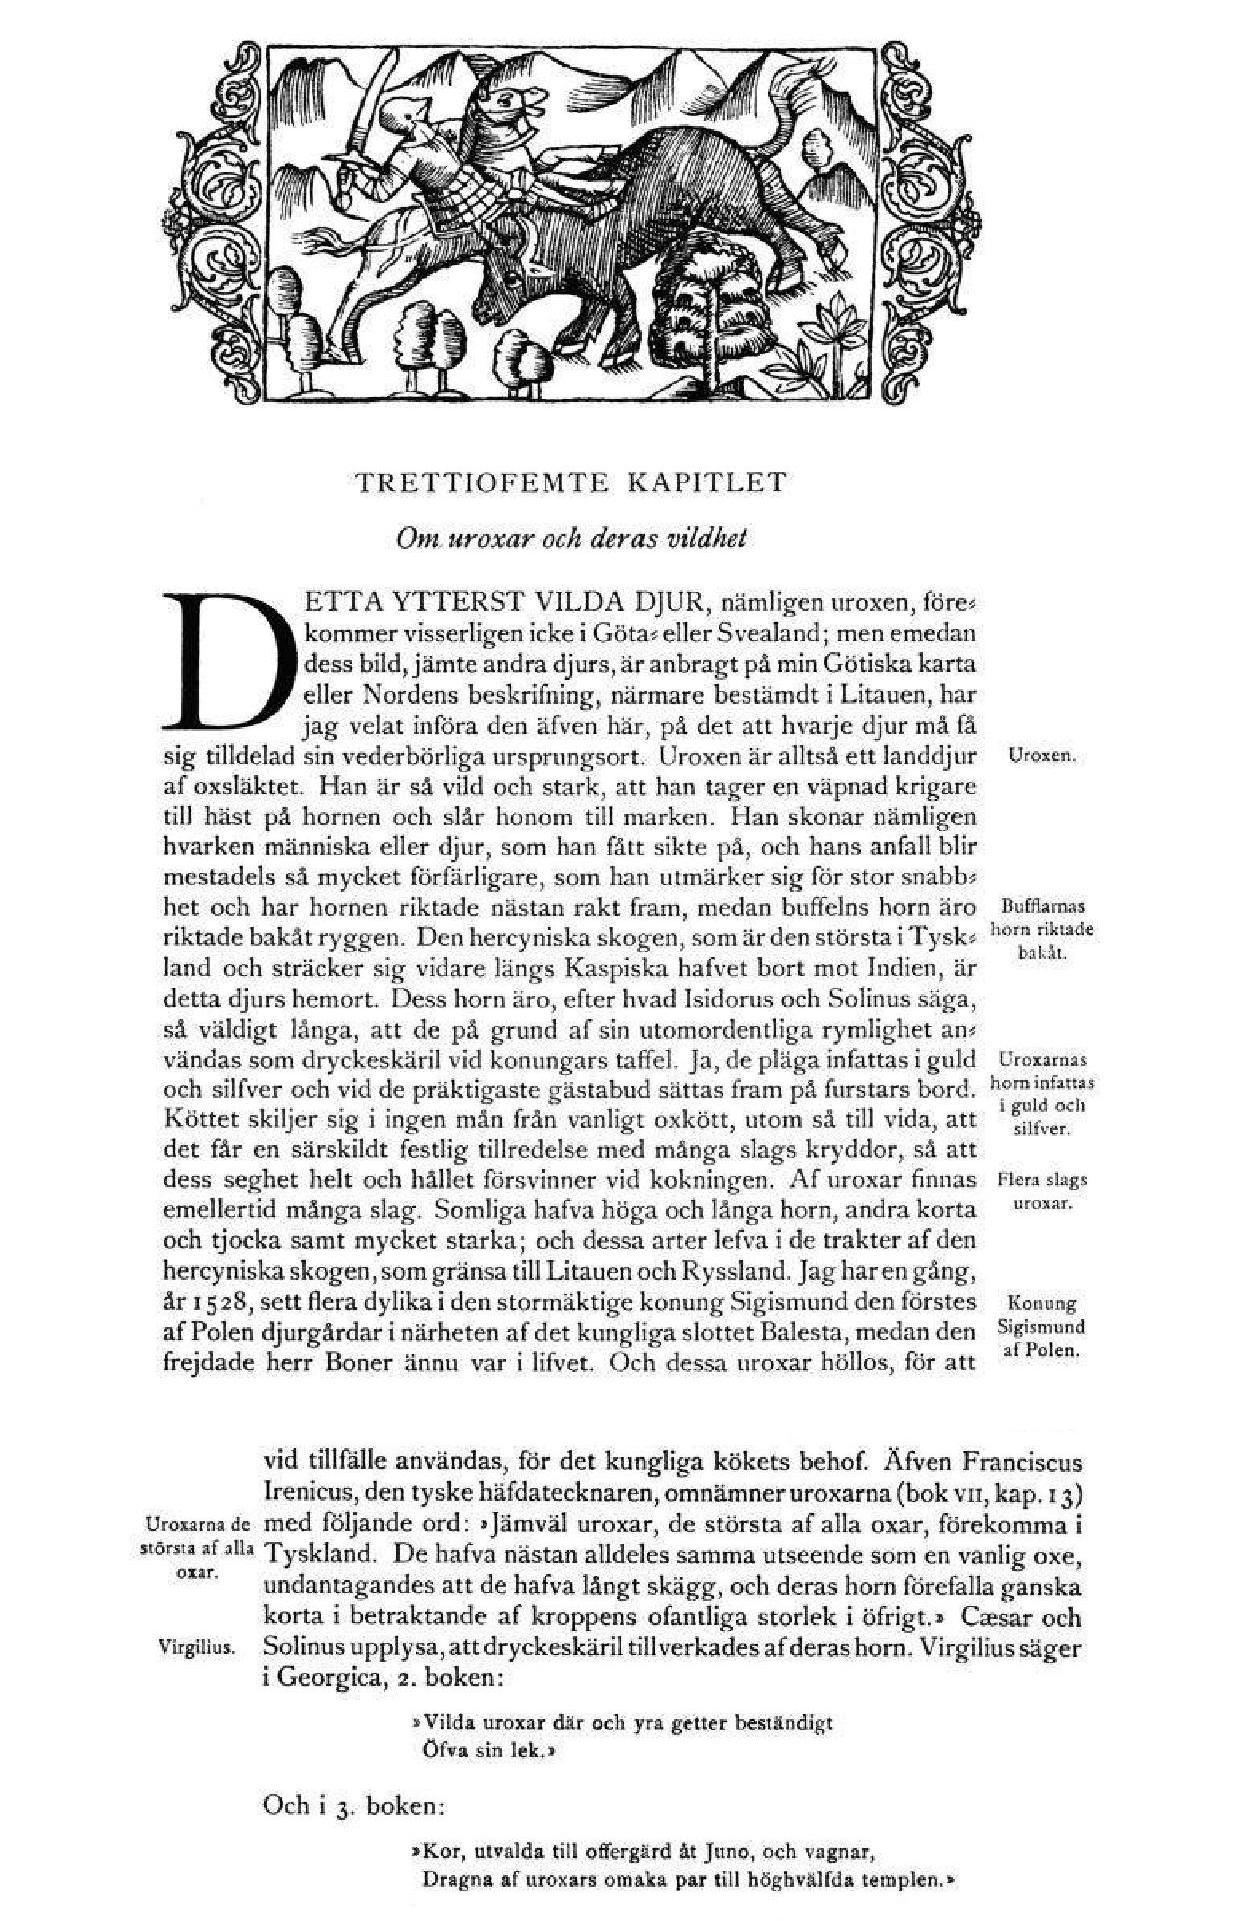 TRETTIOFEMTE KAPITLET
Om uroxar och deras vildhet
DETTA YTTERST VILDA DJUR, nämligen uroxen, före⸗
kommer visserligen icke i Göta⸗ eller Svealand; men emedan
dess bild, jämte andra djurs, är anbragt på min Götiska karta
eller Nordens beskrifning, närmare bestämdt i Litauen, har
jag velat införa den äfven här, på det att hvarje djur må få
sig tilldelad sin vederbörliga ursprungsort. Uroxen är alltså ett landdjur
Uroxen.
af oxsläktet. Han är så vild och stark, att han tager en väpnad krigare
till häst på hornen och slår honom till marken. Han skonar nämligen
hvarken människa eller djur, som han fått sikte på, och hans anfall blir
mestadels så mycket förfärligare, som han utmärker sig för stor snabb⸗
het och har hornen riktade nästan rakt fram, medan buffelns horn äro
riktade bakåt ryggen. Den hercyniska skogen, som är den största i Tysk⸗
land och sträcker sig vidare längs Kaspiska hafvet bort mot Indien, är
Bufflarnas
horn riktade
bakåt.
detta djurs hemort. Dess horn äro, efter hvad Isidorus och Solinus säga,
så väldigt långa, att de på grund af sin utomordentliga rymlighet an⸗
vändas som dryckeskäril vid konungars taffel. Ja, de pläga infattas i guld
och silfver och vid de präktigaste gästabud sättas fram på furstars bord.
Köttet skiljer sig i ingen mån från vanligt oxkött, utom så till vida, att
Uroxarnas
horn infattas
i guld och
silfver.
det får en särskildt festlig tillredelse med många slags kryddor, så att
dess seghet helt och hållet försvinner vid kokningen. Af uroxar finnas
emellertid många slag. Somliga hafva höga och långa horn, andra korta
Flera slags
uroxar.
och tjocka samt mycket starka; och dessa arter lefva i de trakter af den
hercyniska skogen, som gränsa till Litauen och Ryssland. Jag har en gång,
år 1528, sett flera dylika i den stormäktige konung Sigismund den förstes
af Polen djurgårdar i närheten af det kungliga slottet Balesta, medan den
frejdade herr Boner ännu var i lifvet. Och dessa uroxar höllos, för att
Konung
Sigismund
af Polen.
vid tillfälle användas, för det kungliga kökets behof. Äfven Franciscus
Irenicus, den tyske häfdatecknaren, omnämner uroxarna (bok VII, kap. 13)
med följande ord: »Jämväl uroxar, de största af alla oxar, förekomma i
Tyskland. De hafva nästan alldeles samma utseende som en vanlig oxe,
Uroxarna de
största af alla
oxar.
undantagandes att de hafva långt skägg, och deras horn förefalla ganska
korta i betraktande af kroppens ofantliga storlek i öfrigt.» Cæsar och
Solinus upplysa, att dryckeskäril tillverkades af deras horn. Virgilius säger
Virgilius.
i Georgica, 2. boken:
»Vilda uroxar där och yra getter beständigt
Öfva sin lek.»
Och i 3. boken:
»Kor, utvalda till offergärd åt Juno, och vagnar,
Dragna af uroxars omaka par till höghvälfda templen.»